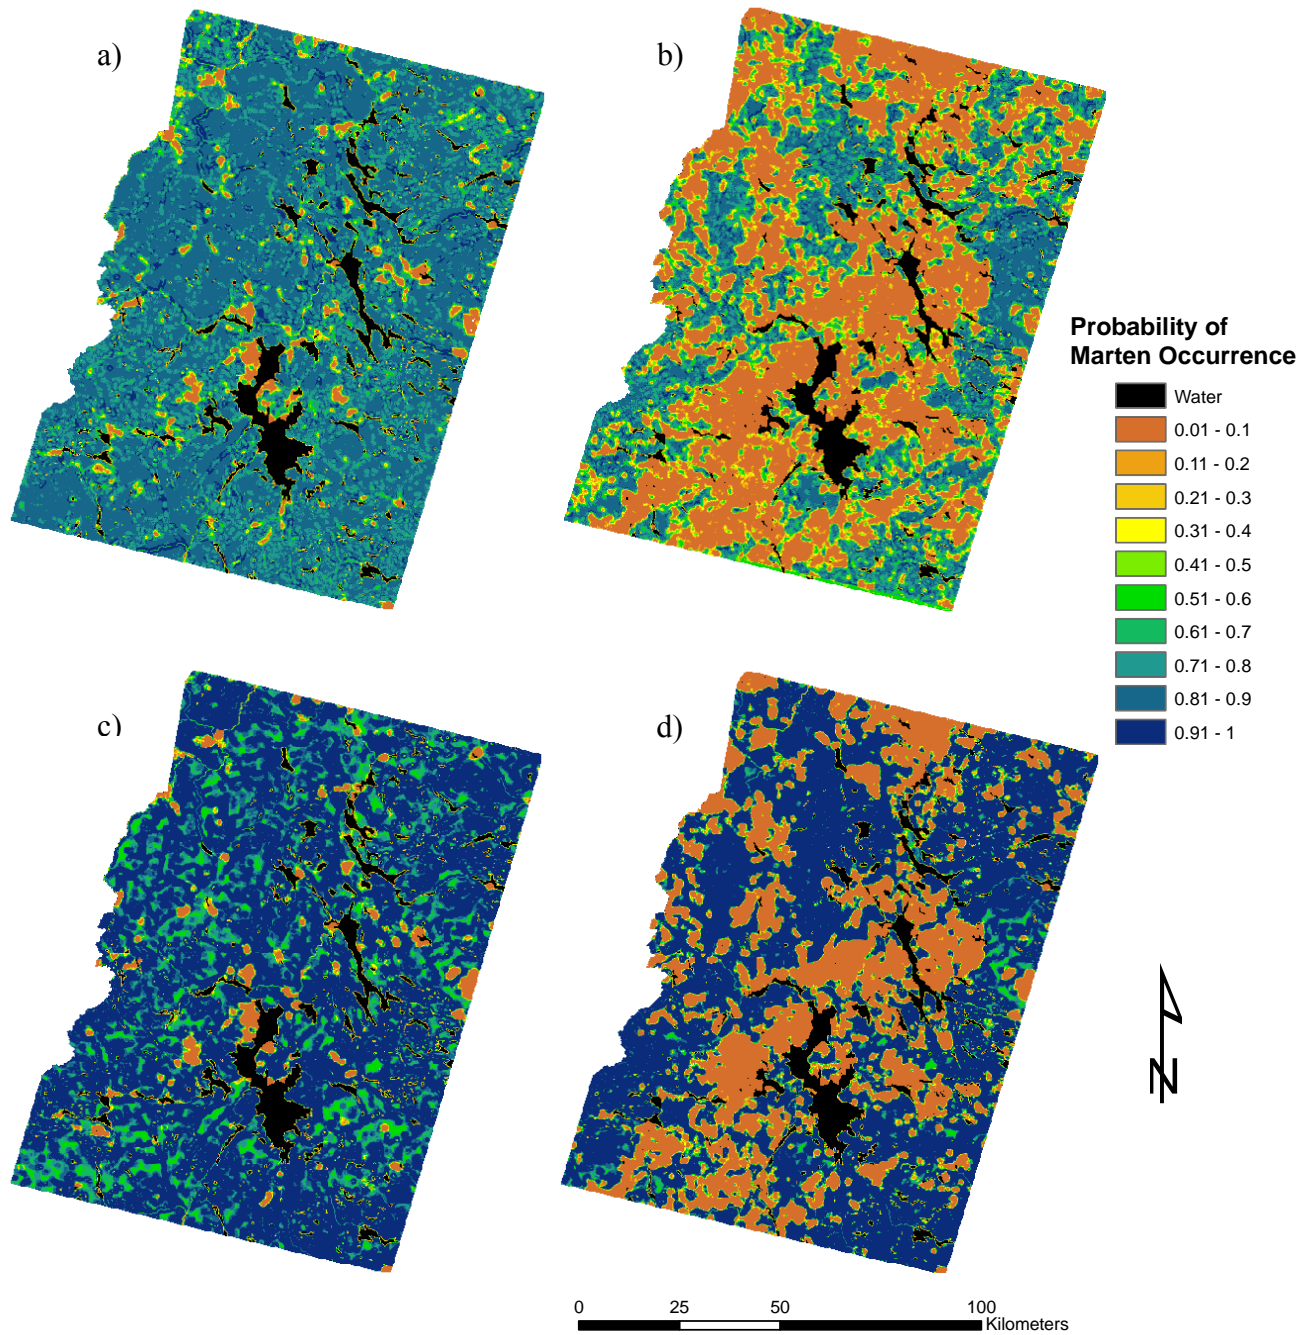 a)
b)
Probability of
Marten Occurrence
Water
0.01 - 0.1
0.11 - 0.2
0.21 - 0.3
0.31 - 0.4
0.41 - 0.5
0.51 - 0.6
0.61 - 0.7
0.71 - 0.8
0.81 - 0.9
0.91 - 1
c)
d)
N
0 25 50 100
Kilometers